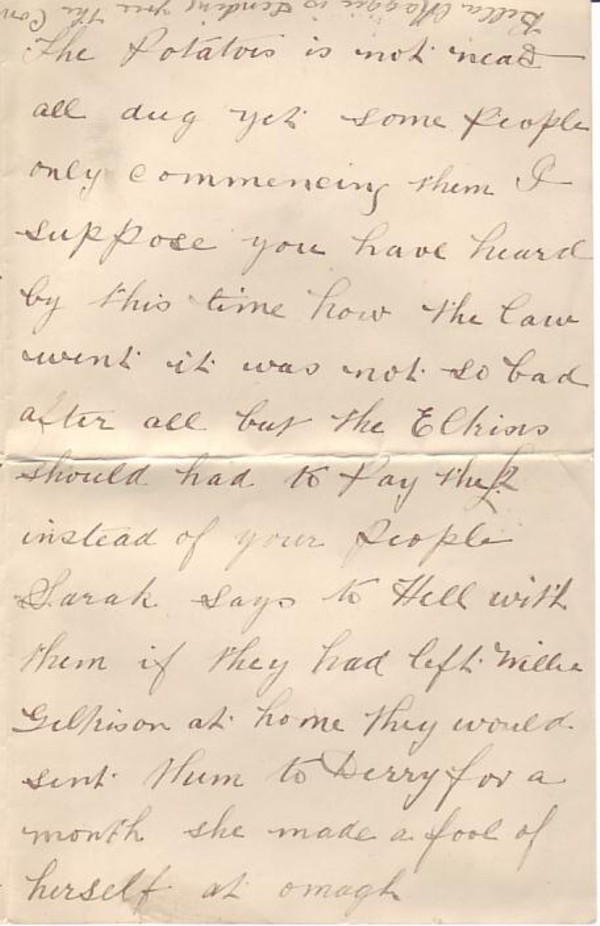 Bella Maggie is sending you the Con
The Potatois is not near
all dug yet some People
only commenceing them I
suppose you have heard
by this time how the law
went it was not so bad
after all but the Elkins
should had to Pay the £2
instead of your People
Sarah says to Hell with
them if they had left Willie
Gilkison at home they would
sent them to Derry for a
month she made a fool of
herself at omagh